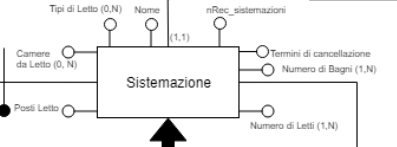 Tipi di Letto (0,N)
Nome
nRec_sistemazioni
(1,1)
Camere
da Letto (0, N)
Termini di cancellazione
Numero di Bagni (1,N)
Sistemazione
Posti Letto
Numero di Letti (1,N)